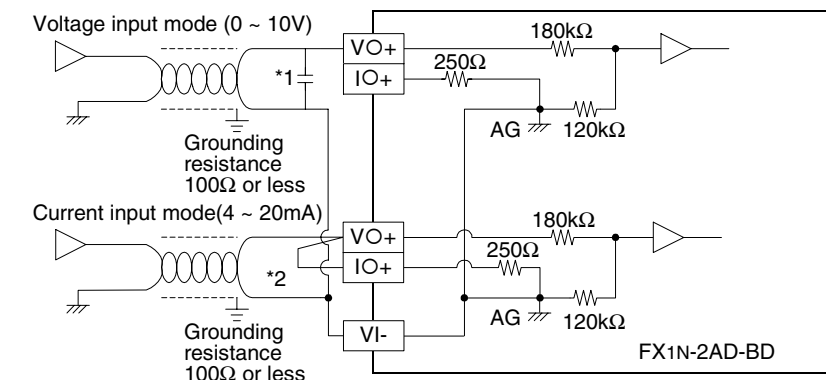 Voltage input mode (0 ~ 10V)
VO+
IO+
*1
180kΩ
250Ω
AG
120kΩ
Grounding
resistance
100Ω or less
Current input mode(4 ~ 20mA)
VO+
IO+
*2
180kΩ
250Ω
AG
120kΩ
VI-
Grounding
resistance
100Ω or less
FX1N-2AD-BD